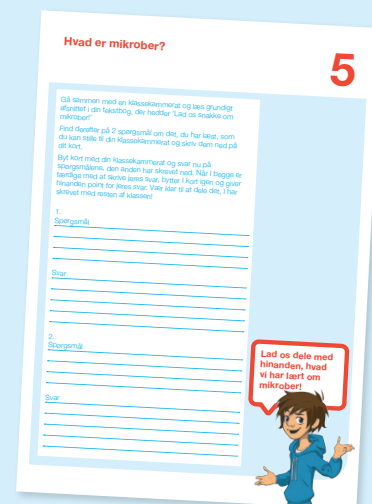 Hvad er mikrober?
5
Gå sammen med en klassekammerat og læs grundigt
afsnittet i din tekstbog, der hedder "Lad os snakke om
mikrober!"
Find derefter på 2 spørgsmål om det, du har læst, som
du kan stille til din klassekammerat og skriv dem ned på
dit kort.
Byt kort med din klassekammerat og svar nu på
spørgsmålene, den anden har skrevet ned. Når I begge er
færdige med at skrive jeres svar, bytter I kort igen og giver
hinanden point for jeres svar. Vær klar til at dele det, I har
skrevet med resten af klassen!
1.
Spørgsmål
Svar
2.
Spørgsmål
Svar
Lad os dele med
hinanden, hvad
vi har lært om
mikrober!